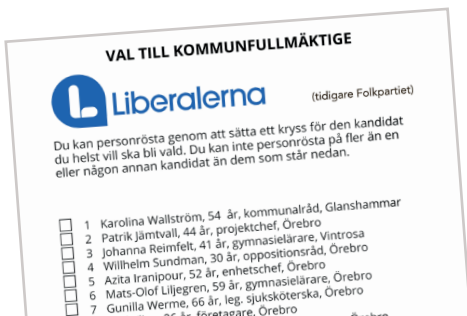 VAL TILL KOMMUNFULLMÄKTIGE
Liberalerna
(tidigare Folkpartiet)
Du kan personrösta genom att sätta ett kryss för den kandidat
du helst vill ska bli vald. Du kan inte personrösta på fler än en
eller någon annan kandidat än dem som står nedan.
1 Karolina Wallström, 54 år, kommunalråd, Glanshammar
2 Patrik Jämtvall, 44 år, projektchef, Örebro
3 Johanna Reimfelt, 41 år, gymnasielärare, Vintrosa
4 Willhelm Sundman, 30 år, oppositionsråd, Örebro
5 Azita Iranipour, 52 år, enhetschef, Örebro
6 Mats-Olof Liljegren, 59 år, gymnasielärare, Örebro
7 Gunilla Werme, 66 år, leg. sjuksköterska, Örebro
år, företagare, Örebro